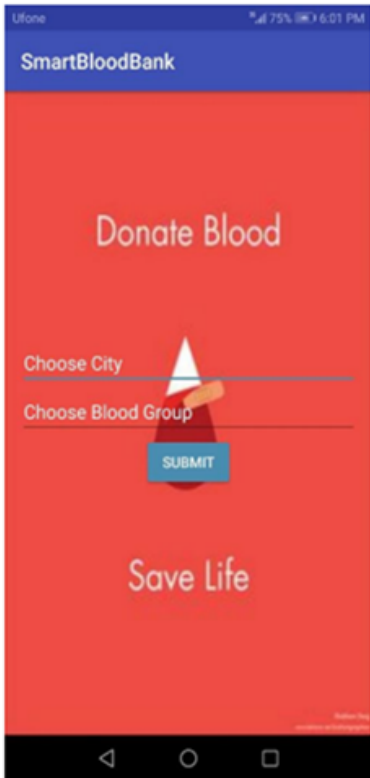 Ufone 75% 6:01 PM
SmartBloodBank
Donate Blood
Choose City
Choose Blood Group
SUBMIT
Save Life